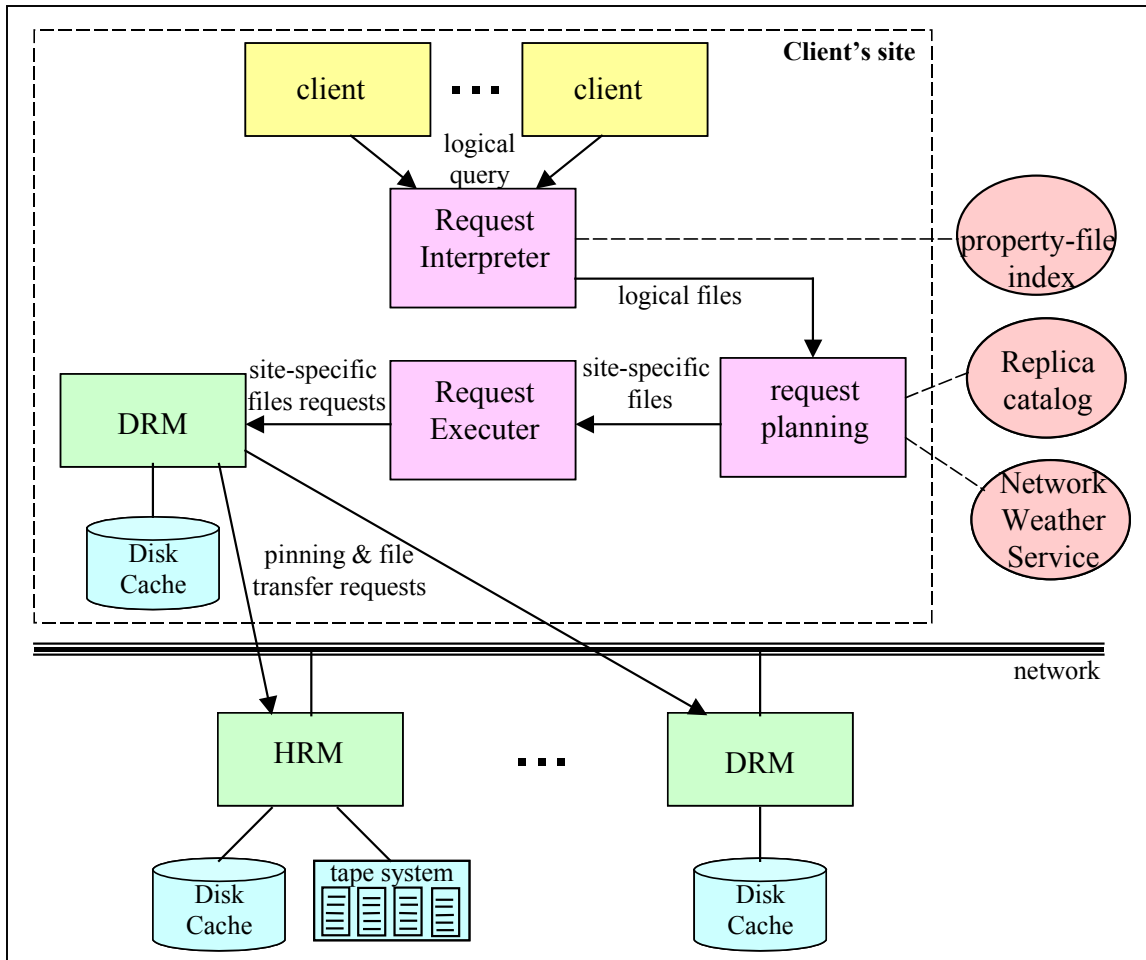 Client's site
client
client
logical
query
Request
Interpreter
property-file
index
logical files
Replica
catalog
request
planning
site-specific
files
Request
Executer
site-specific
files requests
DRM
Network
Weather
Service
Disk
Cache
pinning & file
transfer requests
network
HRM
DRM
Disk
Cache
tape system
Disk
Cache